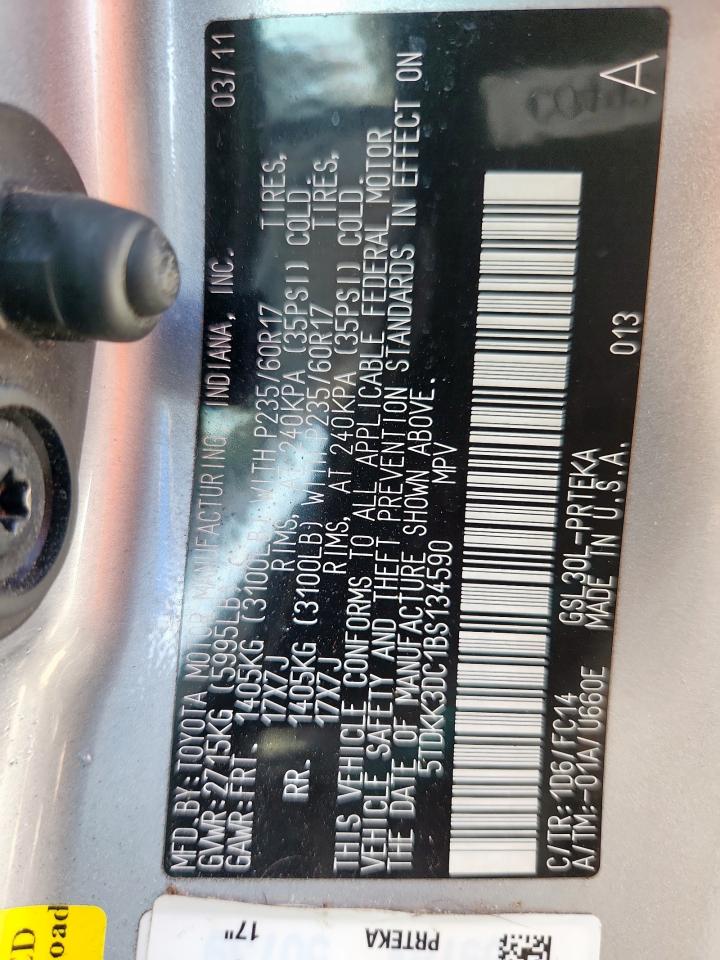 MFD.BY:TOYOTA MOTOR MANUFACTURING, INDIANA, INC. 03/11
GVWR:2715KG (5995LB)
GAWR:FRT. 1405KG (3100LB) WITH P235/60R17 TIRES,
17X7J RIMS, AT 240KPA (35PSI) COLD.
RR. 1405KG (3100LB) WITH P235/60R17 TIRES,
17X7J RIMS, AT 240KPA (35PSI) COLD.
THIS VEHICLE CONFORMS TO ALL APPLICABLE FEDERAL MOTOR
VEHICLE SAFETY AND THEFT PREVENTION STANDARDS IN EFFECT ON
THE DATE OF MANUFACTURE SHOWN ABOVE.
5TDKK3DC1BS134590 MPV
C/TR:1D6/FC14 GSL30L-PRTEKA 013 A
A/TM:-01A/U660E MADE IN U.S.A.
17"
PRTEKA
oad